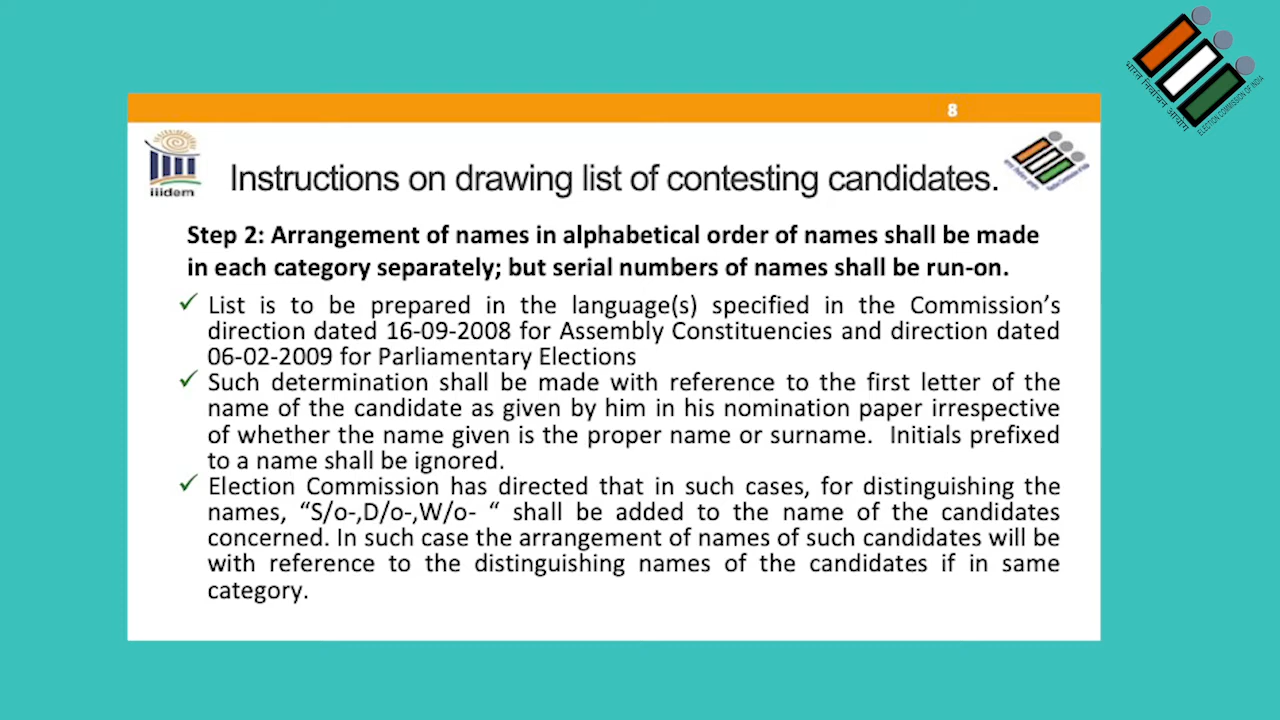 भारत निर्वाचन आयोग
ELECTION COMMISSION OF INDIA
8
iiidem
Instructions on drawing list of contesting candidates.
Step 2: Arrangement of names in alphabetical order of names shall be made
in each category separately; but serial numbers of names shall be run-on.
✓ List is to be prepared in the language(s) specified in the Commission’s
direction dated 16-09-2008 for Assembly Constituencies and direction dated
06-02-2009 for Parliamentary Elections
✓ Such determination shall be made with reference to the first letter of the
name of the candidate as given by him in his nomination paper irrespective
of whether the name given is the proper name or surname.  Initials prefixed
to a name shall be ignored.
✓ Election Commission has directed that in such cases, for distinguishing the
names, “S/o-,D/o-,W/o- “ shall be added to the name of the candidates
concerned. In such case the arrangement of names of such candidates will be
with reference to the distinguishing names of the candidates if in same
category.